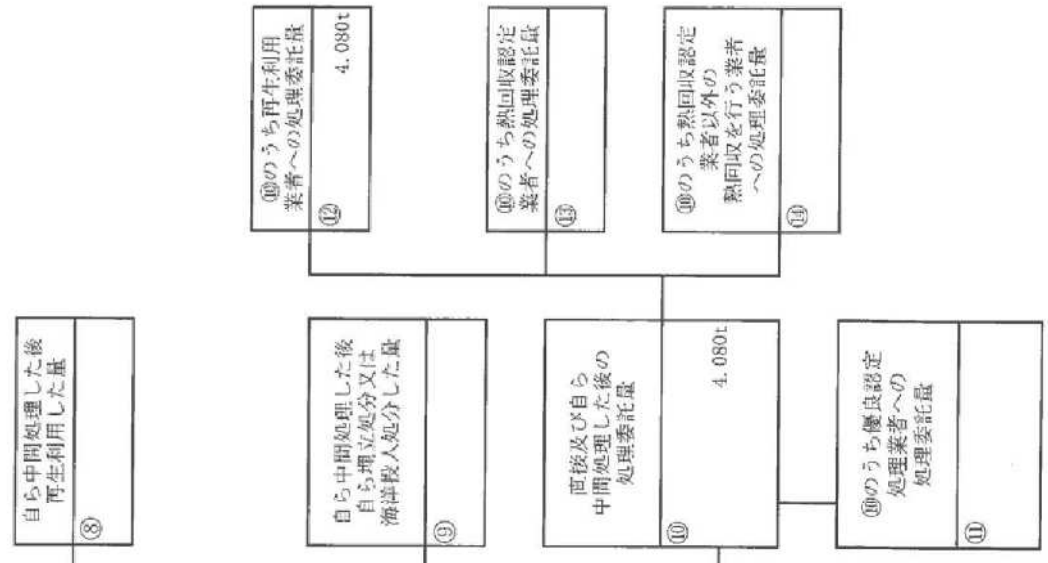 自ら中間処理した後
再生利用した量
⑧
自ら中間処理した後
自ら埋立処分又は
海洋投入処分した量
⑨
直接及び自ら
中間処理した後の
処理委託量
⑩
4.080t
⑩のうち優良認定
処理業者への
処理委託量
⑪
⑩のうち再生利用
業者への処理委託量
⑫
4.080t
⑩のうち熱回収認定
業者への処理委託量
⑬
⑩のうち熱回収認定
業者以外の
熱回収を行う業者
への処理委託量
⑭